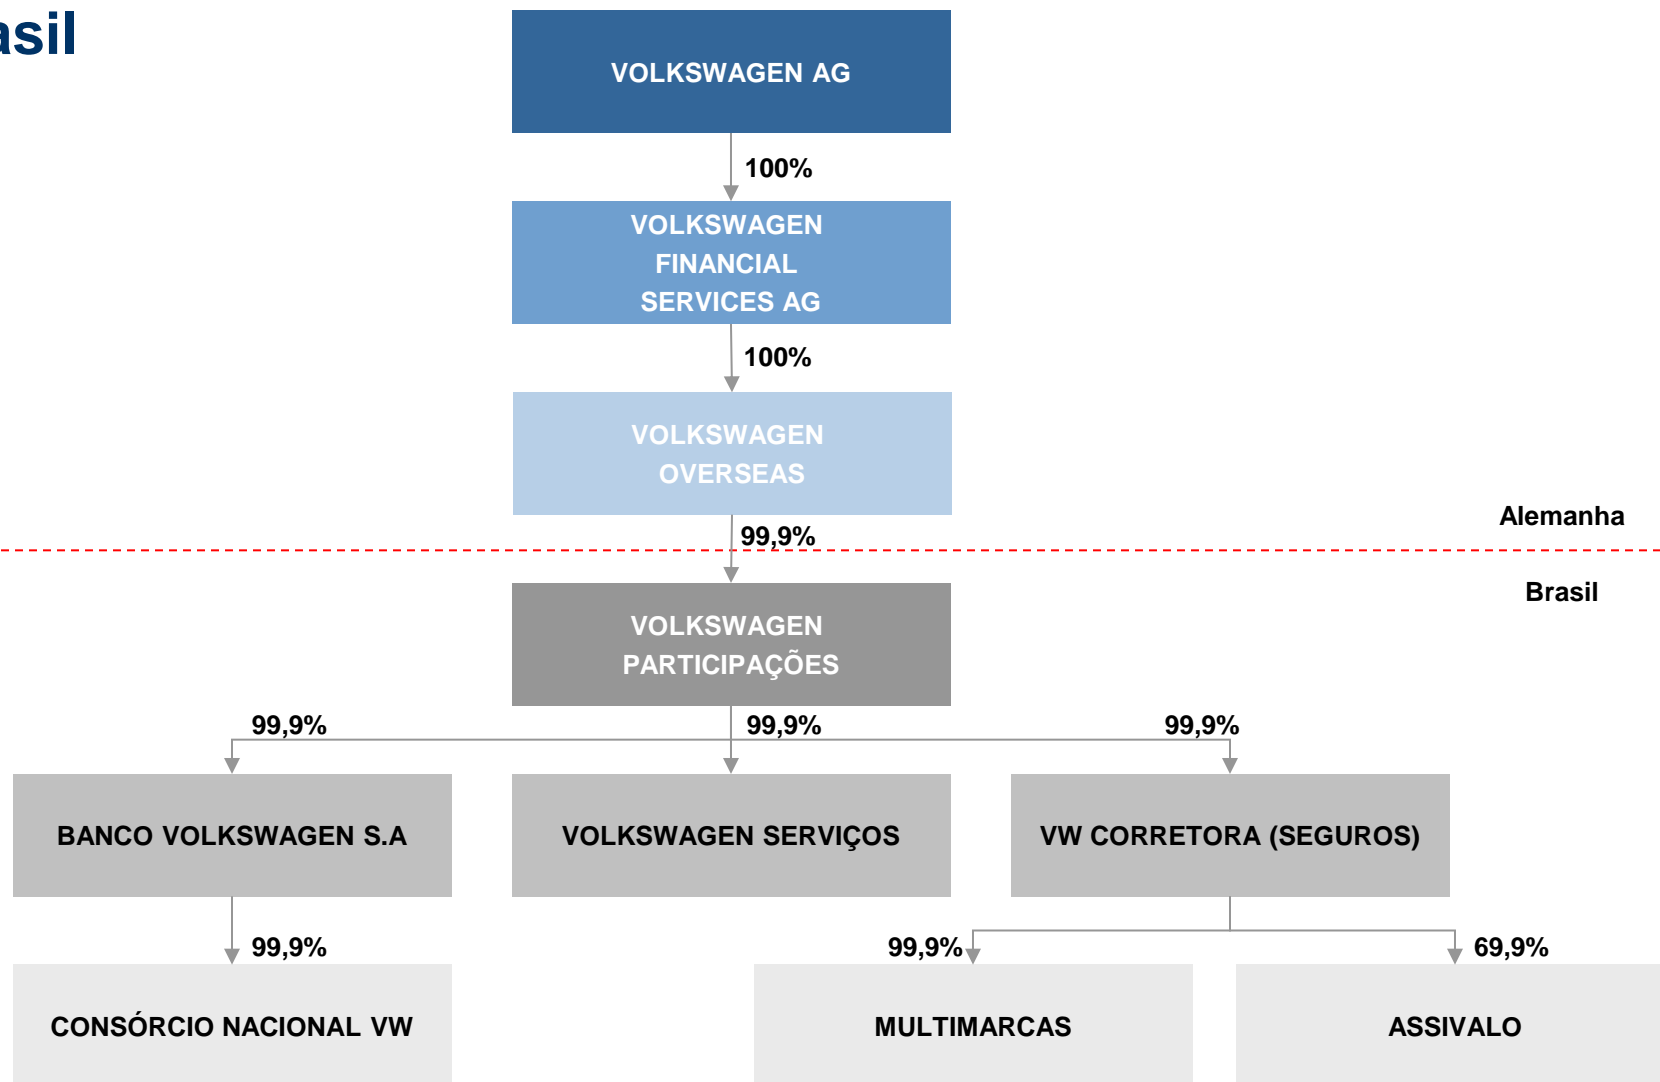 asil
VOLKSWAGEN AG
100%
VOLKSWAGEN
FINANCIAL
SERVICES AG
100%
VOLKSWAGEN
OVERSEAS
Alemanha
99,9%
Brasil
VOLKSWAGEN
PARTICIPAÇÕES
99,9% 99,9% 99,9%
BANCO VOLKSWAGEN S.A VOLKSWAGEN SERVIÇOS VW CORRETORA (SEGUROS)
99,9% 99,9% 69,9%
CONSÓRCIO NACIONAL VW MULTIMARCAS ASSIVALO